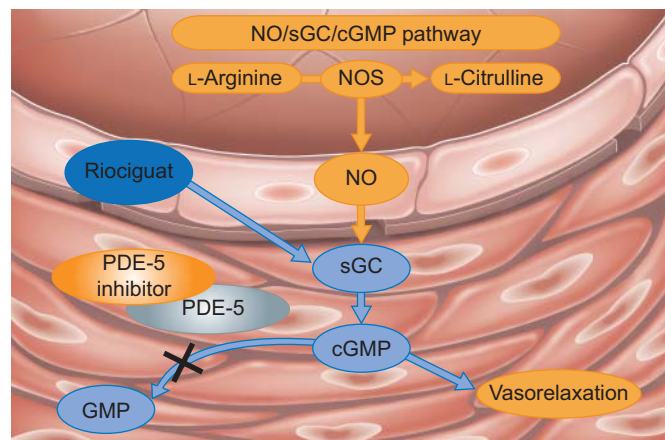 NO/sGC/cGMP pathway
L-Arginine
NOS
L-Citrulline
Riociguat
NO
sGC
PDE-5
inhibitor
PDE-5
cGMP
GMP
Vasorelaxation